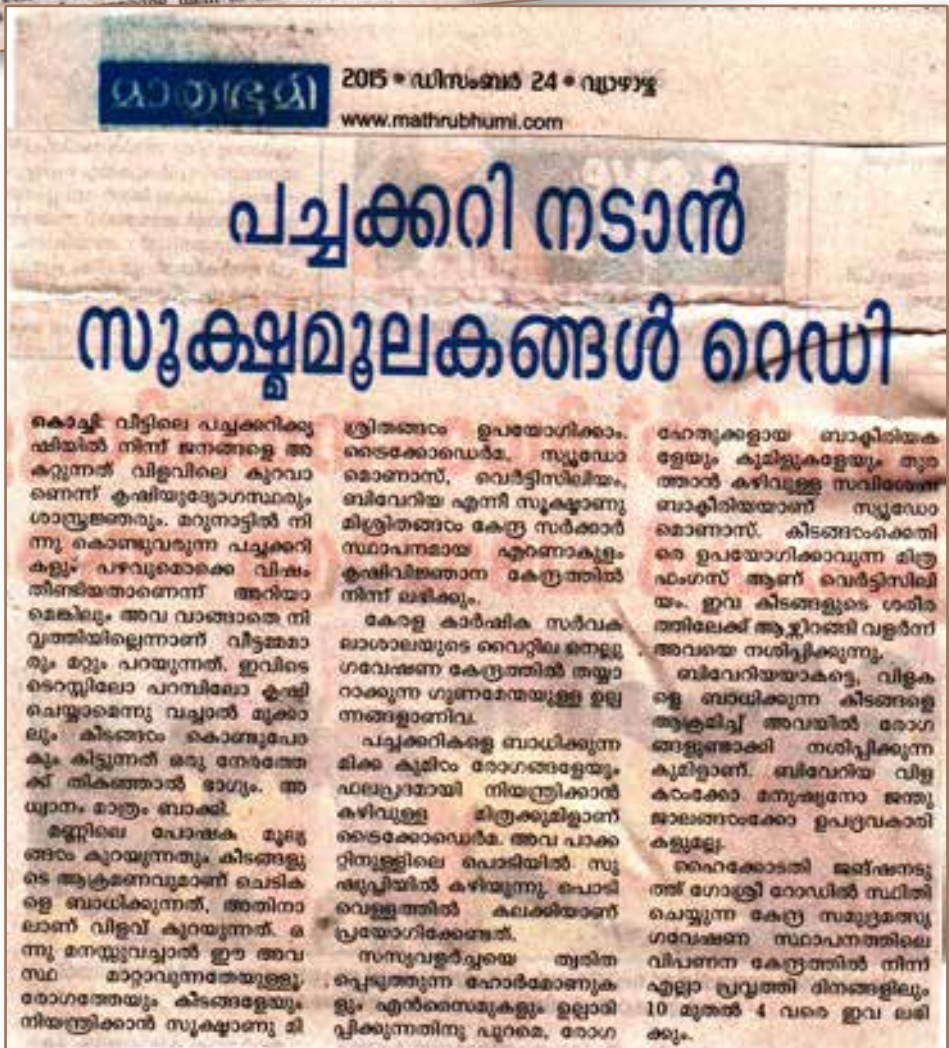 മാതൃഭൂമി
2015 • ഡിസംബർ 24 • വ്യാഴാഴ്ച
www.mathrubhumi.com
പച്ചക്കറി നടാൻ
സൂക്ഷ്മമൂലകങ്ങൾ റെഡി
കൊച്ചി: വീട്ടിലെ പച്ചക്കറിക്കൃ
ഷിയിൽ നിന്ന് ജനങ്ങളെ അ
കറ്റുന്നത് വിളവിലെ കുറവാ
ണെന്ന് കൃഷിയുദ്യോഗസ്ഥരും
ശാസ്ത്രജ്ഞരും. മറുനാട്ടിൽ നി
ന്നു കൊണ്ടുവരുന്ന പച്ചക്കറി
കളും പഴവുമൊക്കെ വിഷം
തീണ്ടിയതാണെന്ന് അറിയാ
മെങ്കിലും അവ വാങ്ങാതെ നി
വൃത്തിയില്ലെന്നാണ് വീട്ടമ്മമാ
രും മറ്റും പറയുന്നത്. ഇവിടെ
ടെറസ്സിലോ പറമ്പിലോ കൃഷി
ചെയ്യാമെന്നു വച്ചാൽ മുക്കാ
ലും കീടങ്ങൾ കൊണ്ടുപോ
കും കിട്ടുന്നത് ഒരു നേരത്തേ
ക്ക് തികഞ്ഞാൽ ഭാഗ്യം. അ
ധ്വാനം മാത്രം ബാക്കി.
മണ്ണിലെ പോഷക മൂല്യ
ങ്ങൾ കുറയുന്നതും കീടങ്ങളു
ടെ ആക്രമണവുമാണ് ചെടിക
ളെ ബാധിക്കുന്നത്, അതിനാ
ലാണ് വിളവ് കുറയുന്നത്. ഒ
ന്നു മനസ്സുവച്ചാൽ ഈ അവ
സ്ഥ മാറ്റാവുന്നതേയുള്ളൂ.
രോഗത്തേയും കീടങ്ങളേയും
നിയന്ത്രിക്കാൻ സൂക്ഷ്മാണു മി
ശ്രിതങ്ങൾ ഉപയോഗിക്കാം.
ട്രൈക്കോഡെർമ, സ്യൂഡോ
മൊണാസ്, വെർട്ടിസിലിയം,
ബിവേറിയ എന്നീ സൂക്ഷ്മാണു
മിശ്രിതങ്ങൾ കേന്ദ്ര സർക്കാർ
സ്ഥാപനമായ എറണാകുളം
കൃഷിവിജ്ഞാന കേന്ദ്രത്തിൽ
നിന്ന് ലഭിക്കും.
കേരള കാർഷിക സർവക
ലാശാലയുടെ വൈറ്റില നെല്ലു
ഗവേഷണ കേന്ദ്രത്തിൽ തയ്യാ
റാക്കുന്ന ഗുണമേന്മയുള്ള ഉല്പ
ന്നങ്ങളാണിവ.
പച്ചക്കറികളെ ബാധിക്കുന്ന
മിക്ക കുമിൾ രോഗങ്ങളേയും
ഫലപ്രദമായി നിയന്ത്രിക്കാൻ
കഴിവുള്ള മിത്രക്കുമിളാണ്
ട്രൈക്കോഡെർമ. അവ പാക്ക
റ്റിനുള്ളിലെ പൊടിയിൽ സു
ഷുപ്തിയിൽ കഴിയുന്നു. പൊടി
വെള്ളത്തിൽ കലക്കിയാണ്
പ്രയോഗിക്കേണ്ടത്.
സസ്യവളർച്ചയെ ത്വരിത
പ്പെടുത്തുന്ന ഹോർമോണുക
ളും എൻസൈമുകളും ഉല്പാദി
പ്പിക്കുന്നതിനു പുറമെ, രോഗ
ഹേതുക്കളായ ബാക്ടീരിയക
ളേയും കുമിളുകളേയും തുര
ത്താൻ കഴിവുള്ള സവിശേഷ
ബാക്ടീരിയയാണ് സ്യൂഡോ
മൊണാസ്. കീടങ്ങൾക്കെതി
രെ ഉപയോഗിക്കാവുന്ന മിത്ര
ഫംഗസ് ആണ് വെർട്ടിസിലി
യം. ഇവ കീടങ്ങളുടെ ശരീര
ത്തിലേക്ക് ആഴ്ന്നിറങ്ങി വളർന്ന്
അവയെ നശിപ്പിക്കുന്നു.
ബിവേറിയയാകട്ടെ, വിളക
ളെ ബാധിക്കുന്ന കീടങ്ങളെ
ആക്രമിച്ച് അവയിൽ രോഗ
ങ്ങളുണ്ടാക്കി നശിപ്പിക്കുന്ന
കുമിളാണ്. ബിവേറിയ വിള
കൾക്കോ മനുഷ്യനോ ജന്തു
ജാലങ്ങൾക്കോ ഉപദ്രവകാരി
കളുമല്ല.
ഹൈക്കോടതി ജങ്ഷനടു
ത്ത് ഗോശ്രീ റോഡിൽ സ്ഥിതി
ചെയ്യുന്ന കേന്ദ്ര സമുദ്രമത്സ്യ
ഗവേഷണ സ്ഥാപനത്തിലെ
വിപണന കേന്ദ്രത്തിൽ നിന്ന്
എല്ലാ പ്രവൃത്തി ദിനങ്ങളിലും
10 മുതൽ 4 വരെ ഇവ ലഭി
ക്കും.